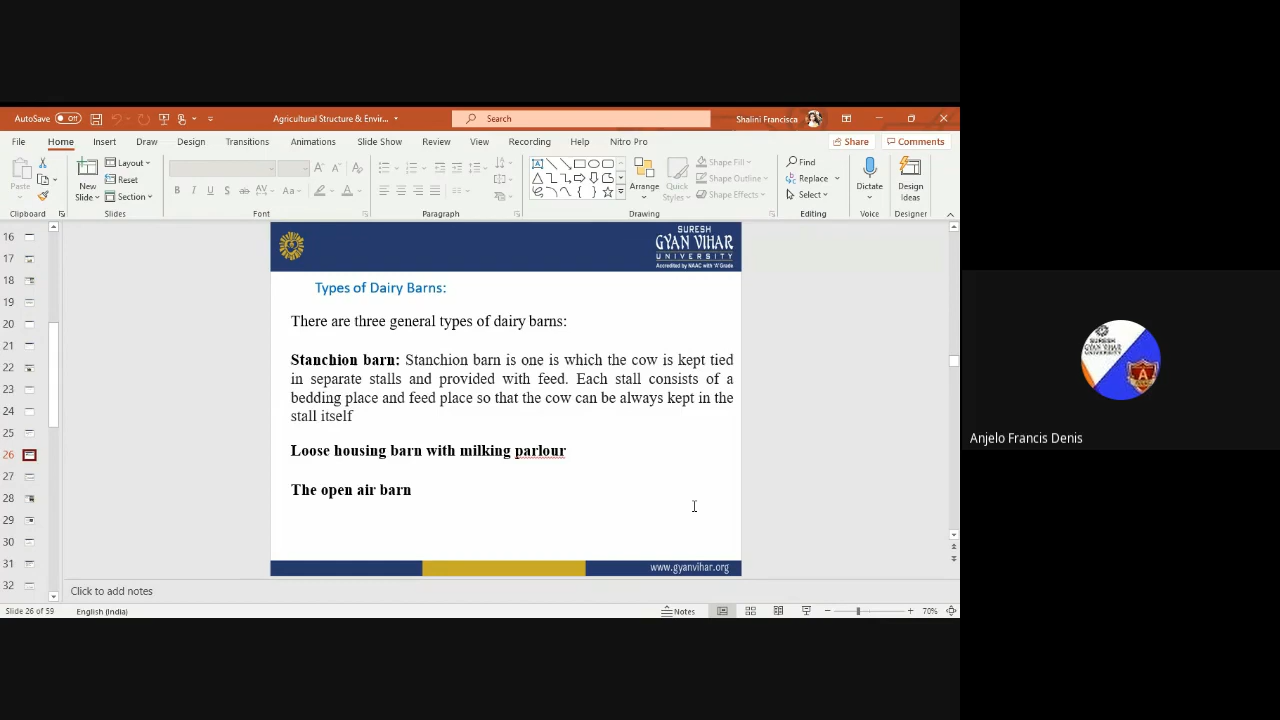 AutoSave Off Agricultural Structure & Envir... Search Shalini Francisca
File Home Insert Draw Design Transitions Animations Slide Show Review View Recording Help Nitro Pro Share Comments
Paste New Slide Layout Reset Section Arrange Quick Styles Shape Fill Shape Outline Shape Effects Find Replace Select Dictate Design Ideas
Clipboard Slides Font Paragraph Drawing Editing Voice Designer
16
17
18
19
20
21
22
23
24
25
26
27
28
29
30
31
32
SURESH
GYAN VIHAR
UNIVERSITY
Accredited by NAAC with 'A' Grade
Types of Dairy Barns:
There are three general types of dairy barns:
Stanchion barn: Stanchion barn is one is which the cow is kept tied
in separate stalls and provided with feed. Each stall consists of a
bedding place and feed place so that the cow can be always kept in the
stall itself
Loose housing barn with milking parlour
The open air barn
www.gyanvihar.org
Click to add notes
Slide 26 of 59 English (India) Notes 70%
Anjelo Francis Denis